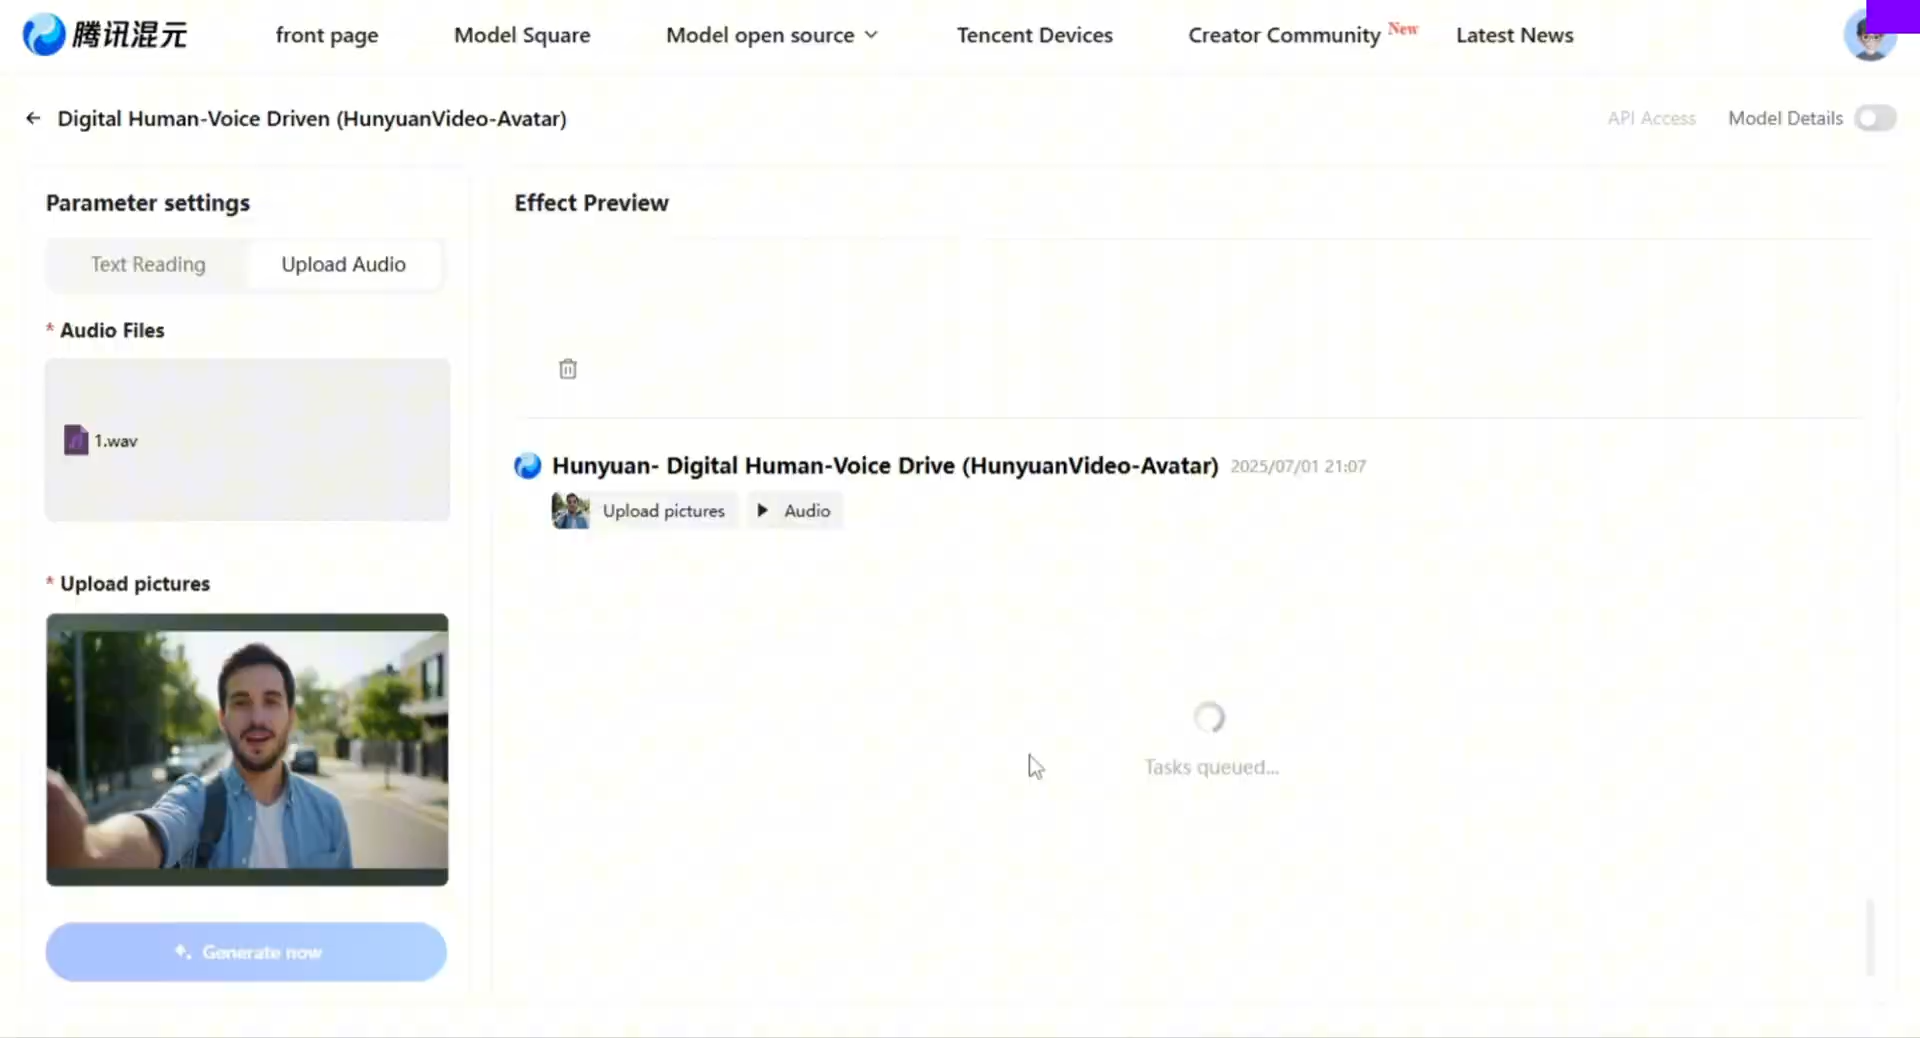 腾讯混元
front page
Model Square
Model open source
Tencent Devices
Creator Community New
Latest News
Digital Human-Voice Driven (HunyuanVideo-Avatar)
API Access
Model Details
Parameter settings
Effect Preview
Text Reading
Upload Audio
* Audio Files
1.wav
Hunyuan- Digital Human-Voice Drive (HunyuanVideo-Avatar) 2025/07/01 21:07
Upload pictures
Audio
* Upload pictures
Tasks queued...
Generate now